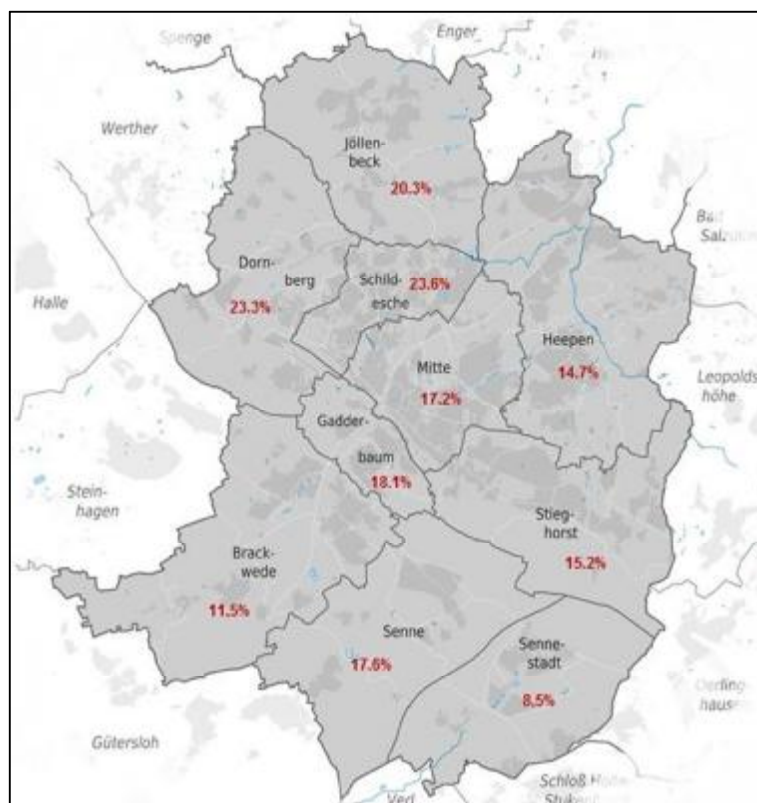 Spenge
Enger
Werther
Jöllen-
beck
20.3%
Bad
Dorn-
berg
23.3%
Schild-
esche
23.6%
Halle
Mitte
17.2%
Heepen
14.7%
Leopolds
höhe
Gadder-
baum
18.1%
Stein-
hagen
Stieg-
horst
15.2%
Brack-
wede
11.5%
Senne
17.6%
Senne-
stadt
8,5%
Gütersloh
Schloß